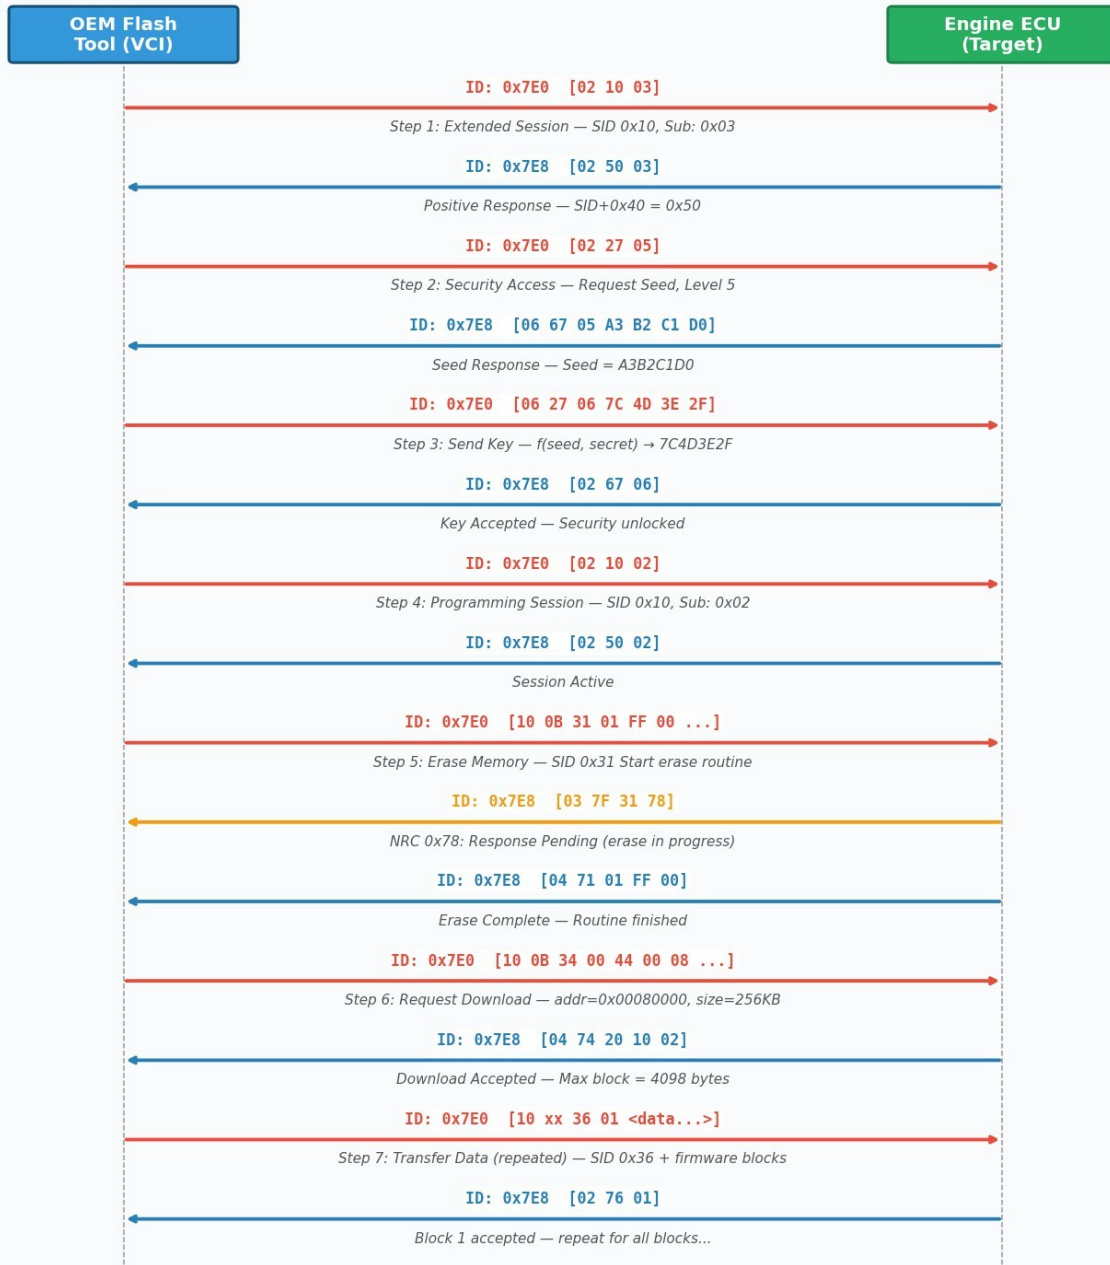 OEM Flash
Tool (VCI)
Engine ECU
(Target)
ID: 0x7E0  [02 10 03]
Step 1: Extended Session — SID 0x10, Sub: 0x03
ID: 0x7E8  [02 50 03]
Positive Response — SID+0x40 = 0x50
ID: 0x7E0  [02 27 05]
Step 2: Security Access — Request Seed, Level 5
ID: 0x7E8  [06 67 05 A3 B2 C1 D0]
Seed Response — Seed = A3B2C1D0
ID: 0x7E0  [06 27 06 7C 4D 3E 2F]
Step 3: Send Key — f(seed, secret) → 7C4D3E2F
ID: 0x7E8  [02 67 06]
Key Accepted — Security unlocked
ID: 0x7E0  [02 10 02]
Step 4: Programming Session — SID 0x10, Sub: 0x02
ID: 0x7E8  [02 50 02]
Session Active
ID: 0x7E0  [10 0B 31 01 FF 00 ...]
Step 5: Erase Memory — SID 0x31 Start erase routine
ID: 0x7E8  [03 7F 31 78]
NRC 0x78: Response Pending (erase in progress)
ID: 0x7E8  [04 71 01 FF 00]
Erase Complete — Routine finished
ID: 0x7E0  [10 0B 34 00 44 00 08 ...]
Step 6: Request Download — addr=0x00080000, size=256KB
ID: 0x7E8  [04 74 20 10 02]
Download Accepted — Max block = 4098 bytes
ID: 0x7E0  [10 xx 36 01 <data...>]
Step 7: Transfer Data (repeated) — SID 0x36 + firmware blocks
ID: 0x7E8  [02 76 01]
Block 1 accepted — repeat for all blocks...